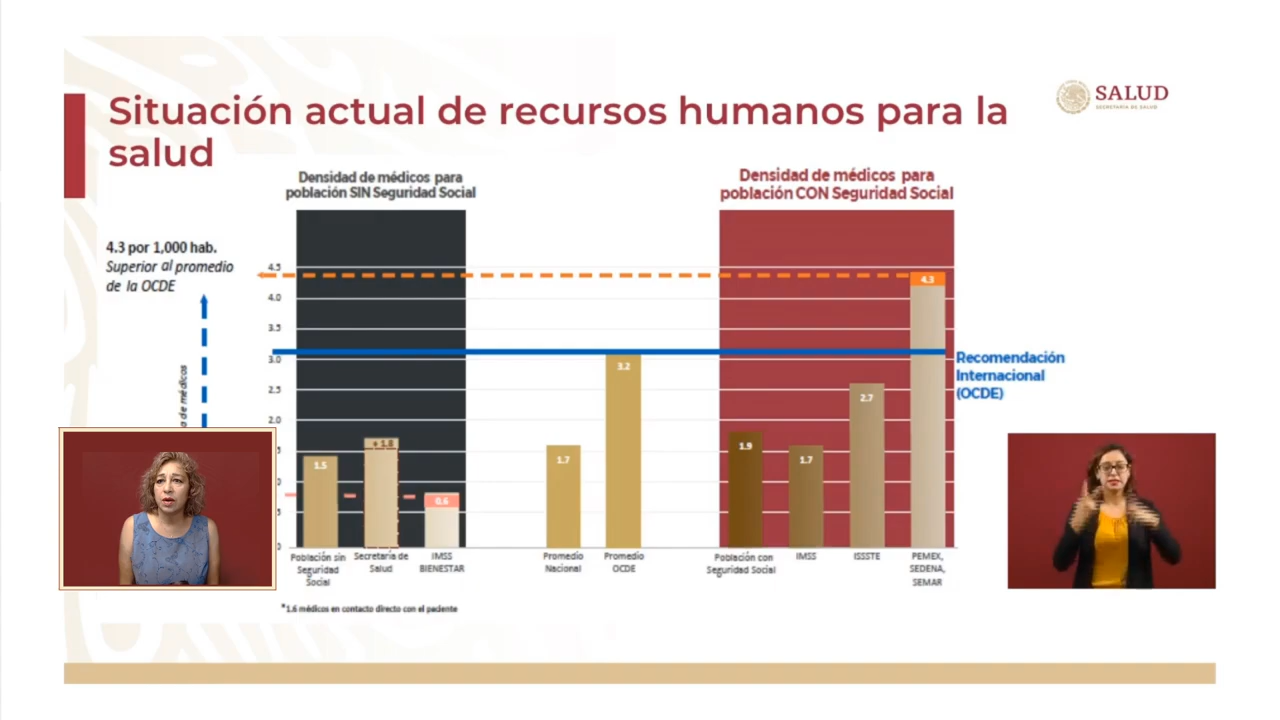 Situación actual de recursos humanos para la
salud
SALUD
SECRETARÍA DE SALUD
Densidad de médicos para
población SIN Seguridad Social
Densidad de médicos para
población CON Seguridad Social
4.3 por 1,000 hab.
Superior al promedio
de la OCDE
de médicos
4.5
4.0
3.5
3.0
2.5
2.0
1.5
* 1.8
0.6
1.7
3.2
1.9
1.7
2.7
4.3
Recomendación
Internacional
(OCDE)
Población sin
Seguridad
Social
Secretaría de
Salud
IMSS
BIENESTAR
Promedio
Nacional
Promedio
OCDE
Población con
Seguridad Social
IMSS
ISSSTE
PEMEX,
SEDENA,
SEMAR
*1.6 médicos en contacto directo con el paciente